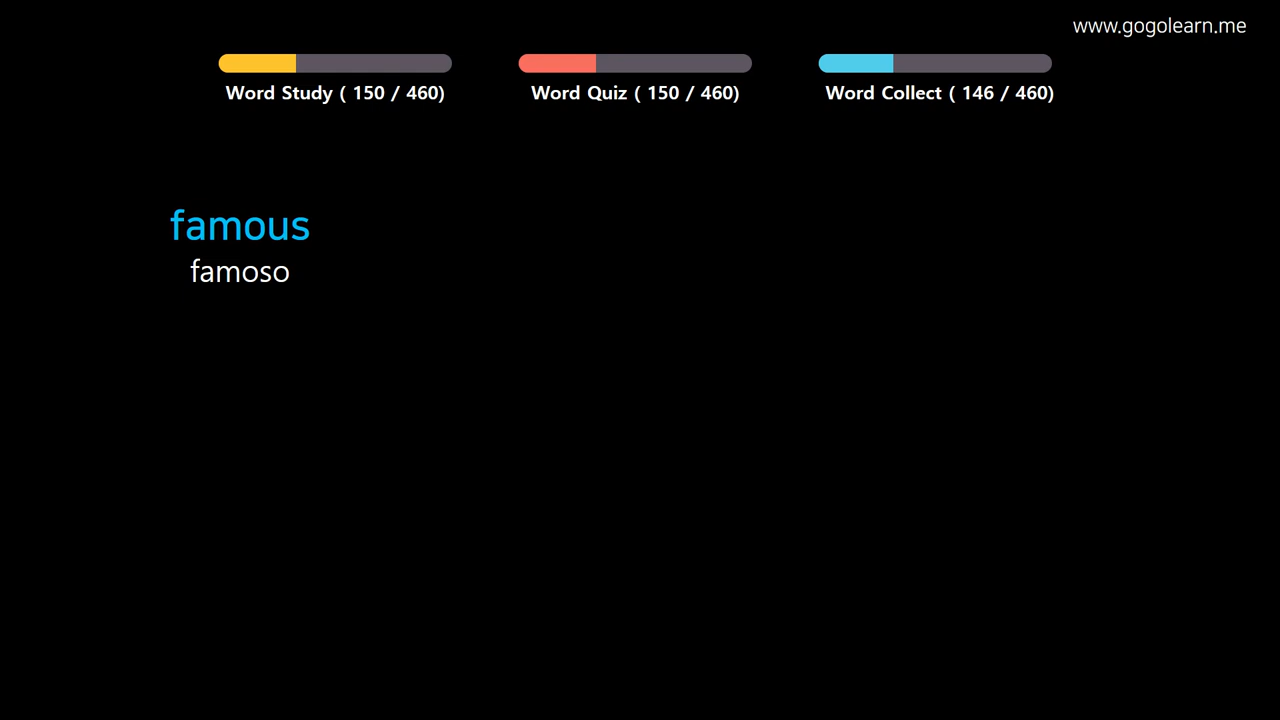 www.gogolearn.me
Word Study ( 150 / 460)
Word Quiz ( 150 / 460)
Word Collect ( 146 / 460)
famous
famoso